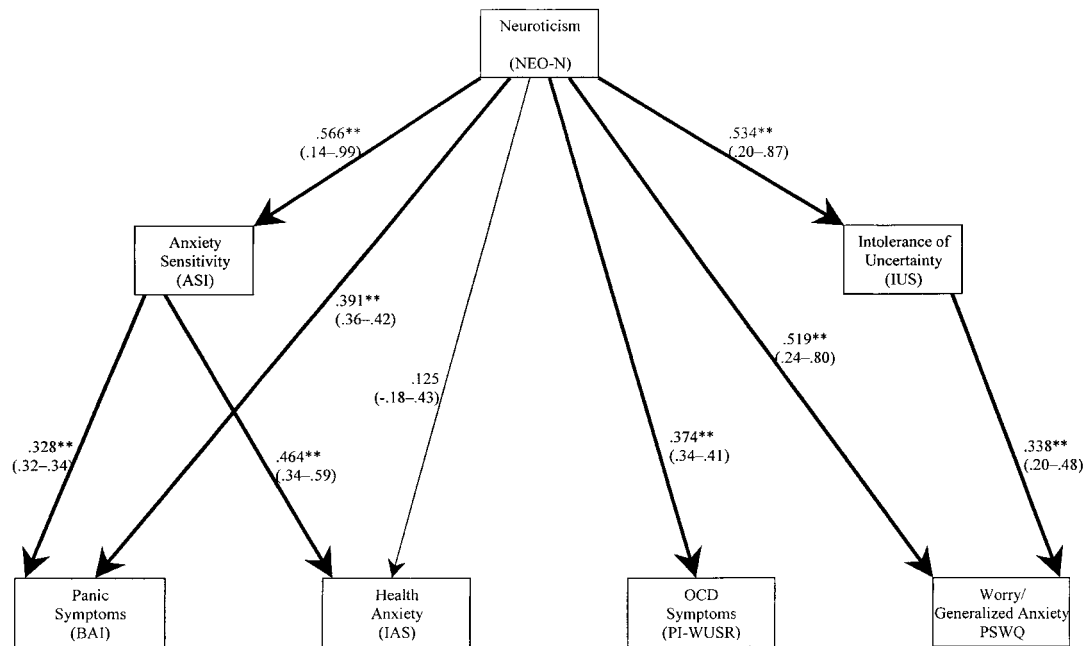 Neuroticism
(NEO-N)
.566**
(.14–.99)
.534**
(.20–.87)
Anxiety
Sensitivity
(ASI)
Intolerance of
Uncertainty
(IUS)
.391**
(.36–.42)
.519**
(.24–.80)
.125
(-.18–.43)
.328**
(.32–.34)
.464**
(.34–.59)
.374**
(.34–.41)
.338**
(.20–.48)
Panic
Symptoms
(BAI)
Health
Anxiety
(IAS)
OCD
Symptoms
(PI-WUSR)
Worry/
Generalized Anxiety
PSWQ